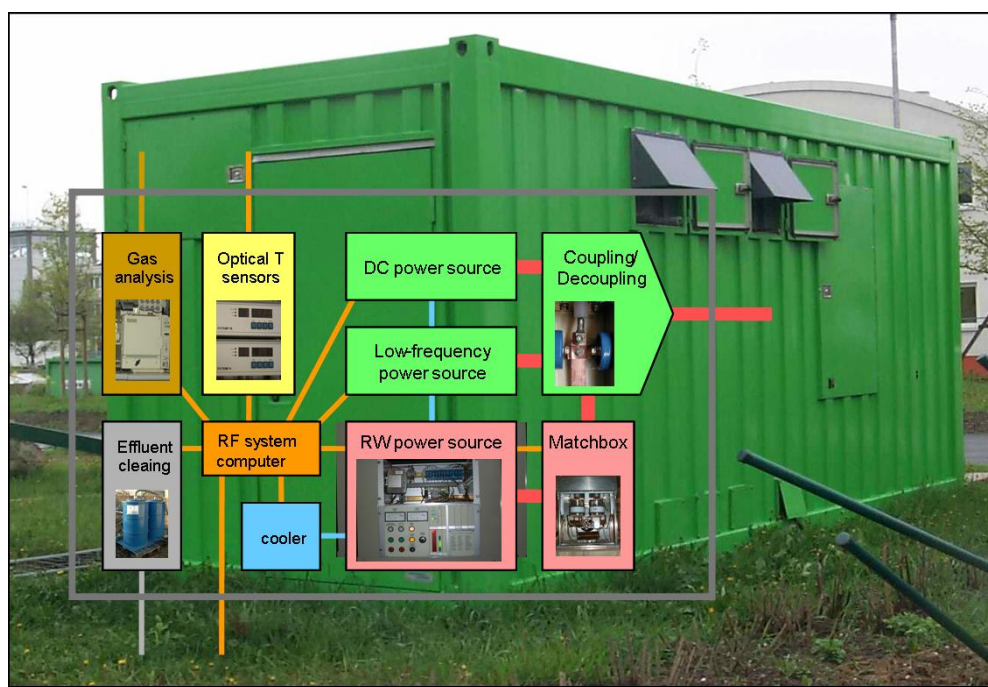 Gas
analysis
Optical T
sensors
DC power source
Coupling/
Decoupling
Low-frequency
power source
Effluent
cleaing
RF system
computer
RW power source
Matchbox
cooler